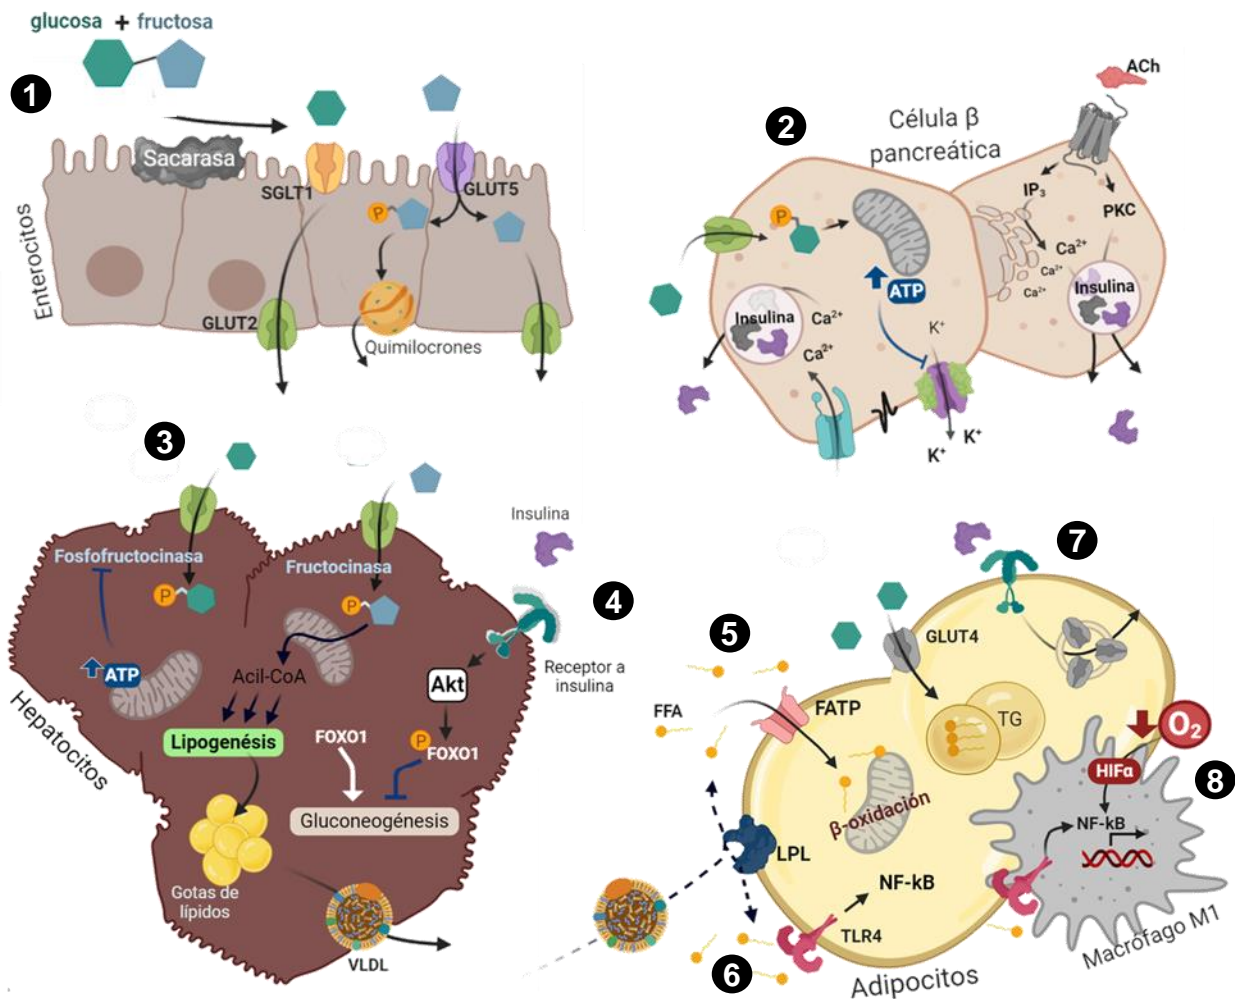 glucosa + fructosa
1
Sacarasa
SGLT1
GLUT5
P
Enterocitos
GLUT2
Quimilocrones
2
Célula β
pancreática
ACh
IP3
PKC
P
Ca2+
Ca2+
Ca2+
ATP
Insulina
Insulina
Ca2+
K+
Ca2+
K+
K+
3
Fosfofructocinasa
Fructocinasa
P
P
Insulina
4
ATP
Acil-CoA
Akt
Receptor a
insulina
Lipogenésis
FOXO1
P
FOXO1
Gluconeogénesis
Hepatocitos
Gotas de
lípidos
VLDL
7
5
GLUT4
FFA
FATP
TG
O2
HIFα
8
β-oxidación
NF-kB
LPL
NF-kB
TLR4
6
Macrófago M1
Adipocitos